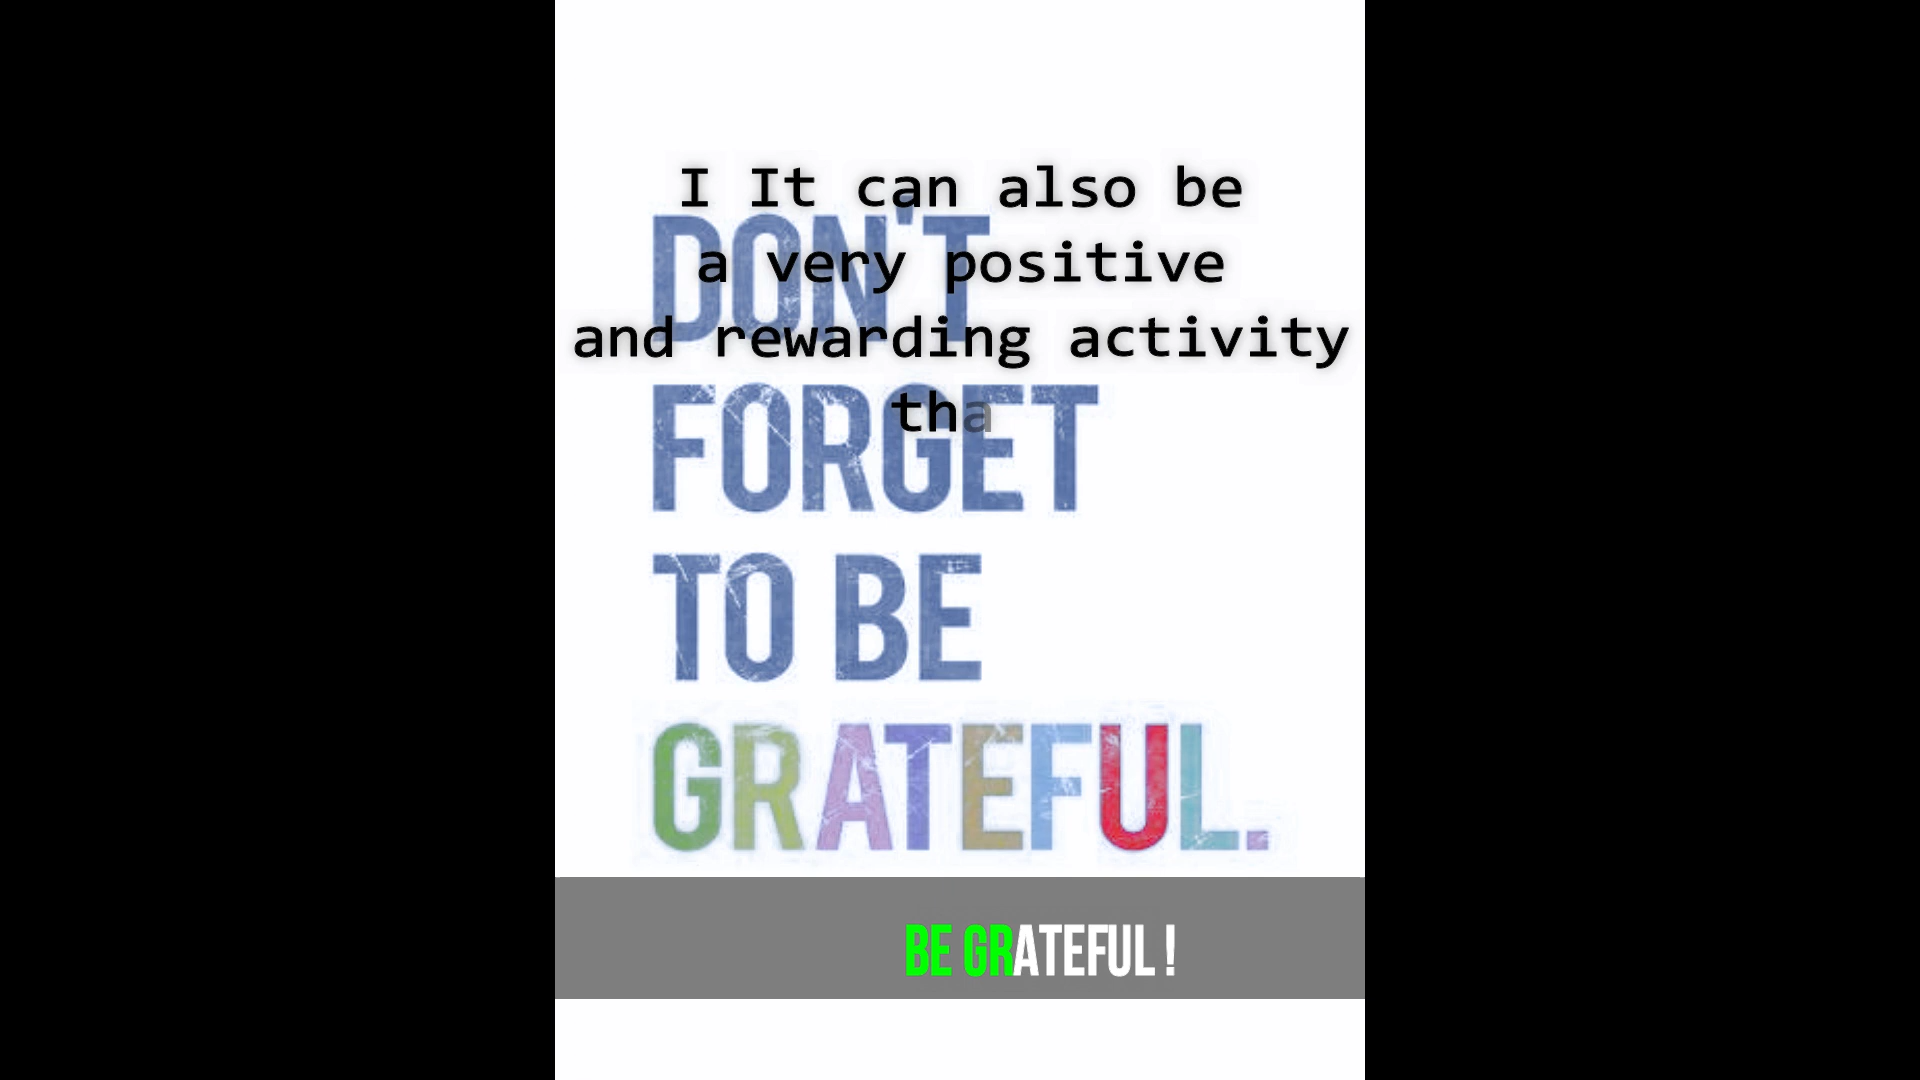 I It can also be
a very positive
and rewarding activity
tha
DON'T
FORGET
TO BE
GRATEFUL.
BE GRATEFUL !